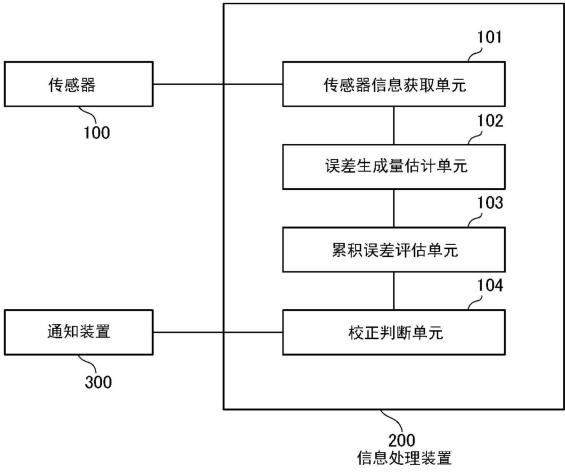 101
传感器
传感器信息获取单元
100
102
误差生成量估计单元
103
累积误差评估单元
104
通知装置
校正判断单元
300
200
信息处理装置